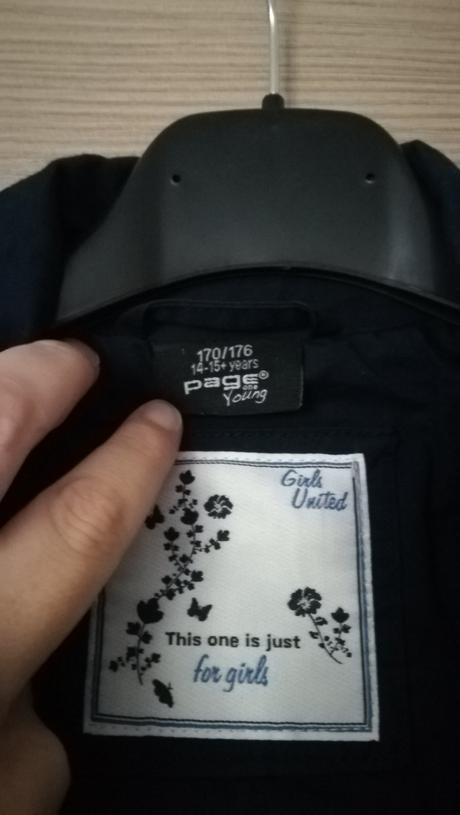 170/176
14-15+ years
page one®
Young
Girls
United
This one is just
for girls